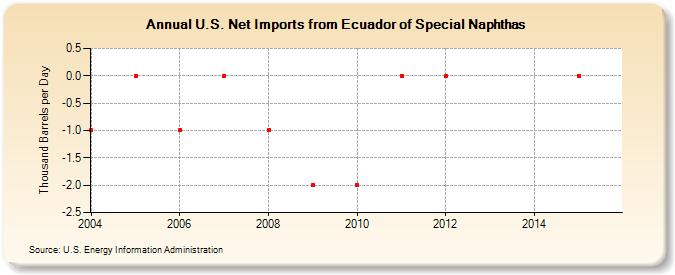 Annual U.S. Net Imports from Ecuador of Special Naphthas
Thousand Barrels per Day
0.5
0.0
-0.5
-1.0
-1.5
-2.0
-2.5
2004 2006 2008 2010 2012 2014
Source: U.S. Energy Information Administration